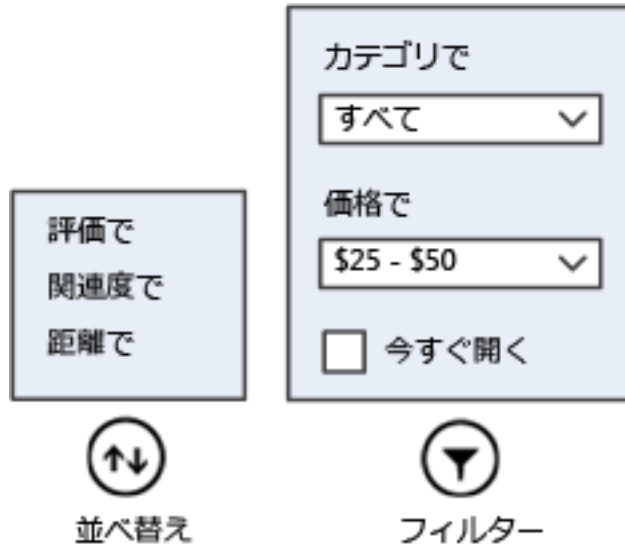 評価で
関連度で
距離で
並べ替え
カテゴリで
すべて
価格で
$25 - $50
今すぐ開く
フィルター